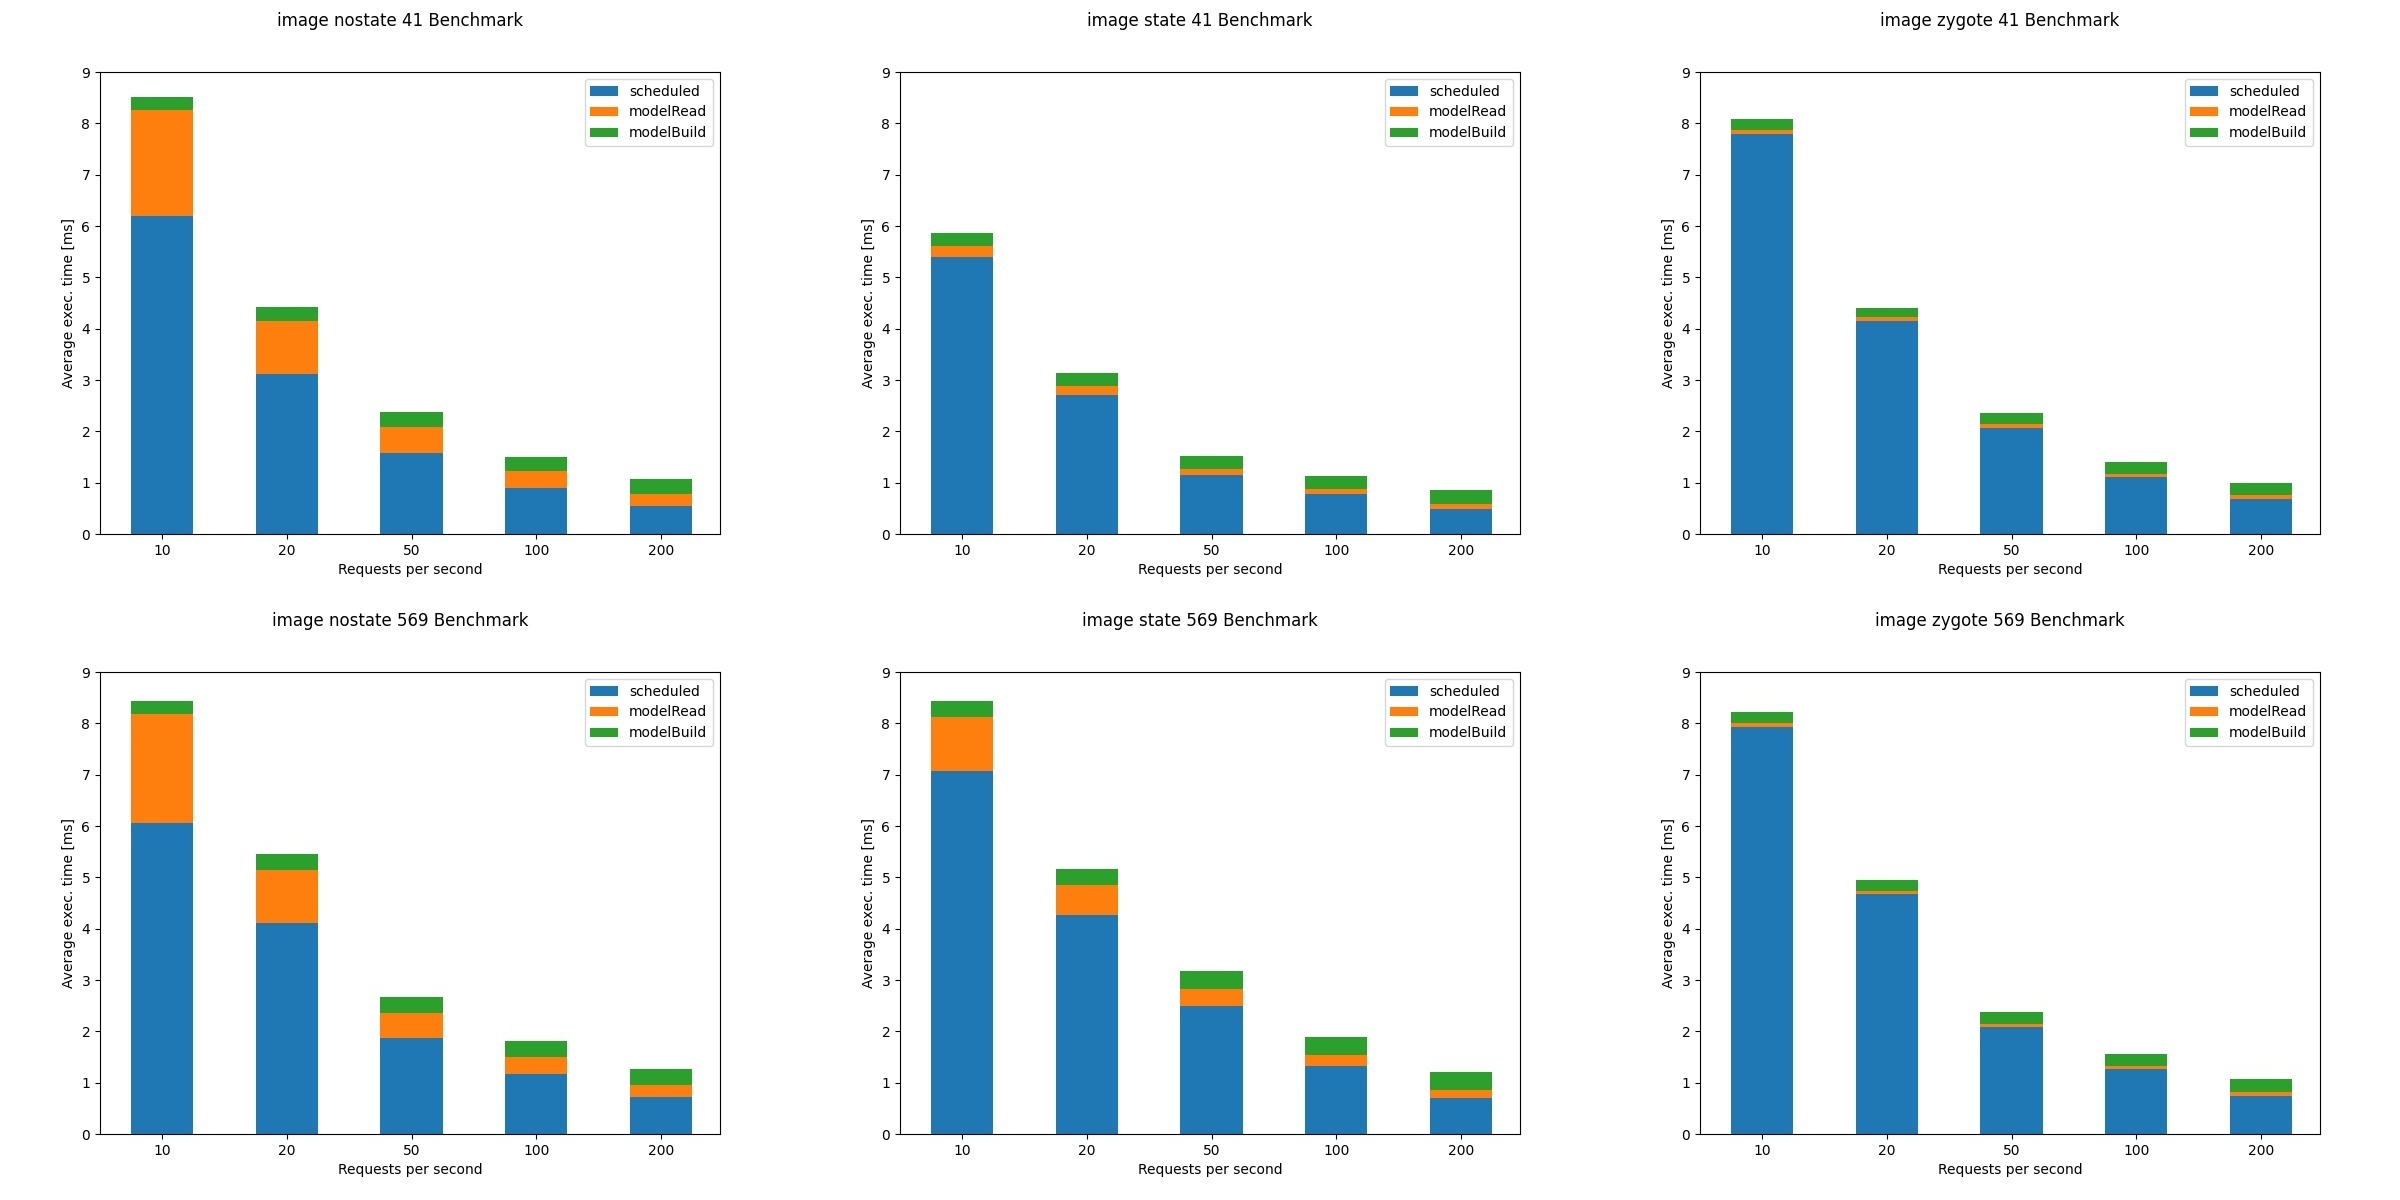 image nostate 41 Benchmark
9
8
7
6
5
4
3
2
1
0
Average exec. time [ms]
scheduled
modelRead
modelBuild
10 20 50 100 200
Requests per second
image state 41 Benchmark
9
8
7
6
5
4
3
2
1
0
Average exec. time [ms]
scheduled
modelRead
modelBuild
10 20 50 100 200
Requests per second
image zygote 41 Benchmark
9
8
7
6
5
4
3
2
1
0
Average exec. time [ms]
scheduled
modelRead
modelBuild
10 20 50 100 200
Requests per second
image nostate 569 Benchmark
9
8
7
6
5
4
3
2
1
0
Average exec. time [ms]
scheduled
modelRead
modelBuild
10 20 50 100 200
Requests per second
image state 569 Benchmark
9
8
7
6
5
4
3
2
1
0
Average exec. time [ms]
scheduled
modelRead
modelBuild
10 20 50 100 200
Requests per second
image zygote 569 Benchmark
9
8
7
6
5
4
3
2
1
0
Average exec. time [ms]
scheduled
modelRead
modelBuild
10 20 50 100 200
Requests per second